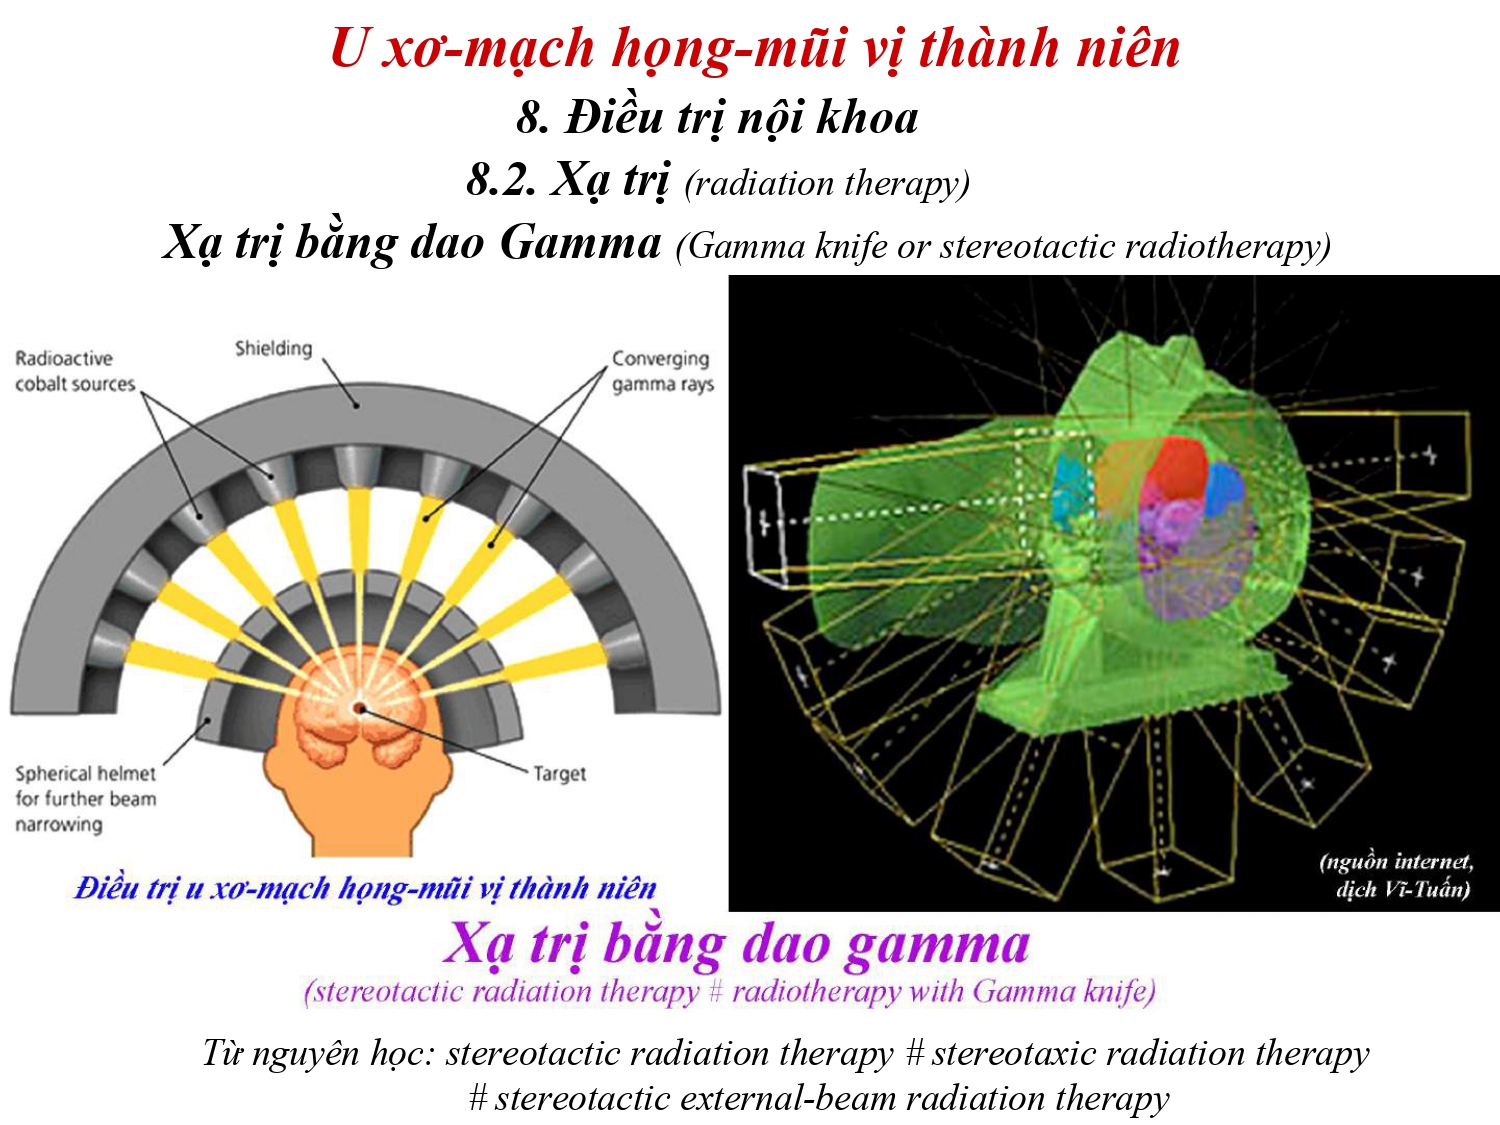 U xơ-mạch họng-mũi vị thành niên
8. Điều trị nội khoa
8.2. Xạ trị (radiation therapy)
Xạ trị bằng dao Gamma (Gamma knife or stereotactic radiotherapy)
Radioactive
cobalt sources
Shielding
Converging
gamma rays
Spherical helmet
for further beam
narrowing
Target
Điều trị u xơ-mạch họng-mũi vị thành niên
(nguồn internet,
dịch Vĩ-Tuấn)
Xạ trị bằng dao gamma
(stereotactic radiation therapy # radiotherapy with Gamma knife)
Từ nguyên học: stereotactic radiation therapy # stereotaxic radiation therapy
# stereotactic external-beam radiation therapy